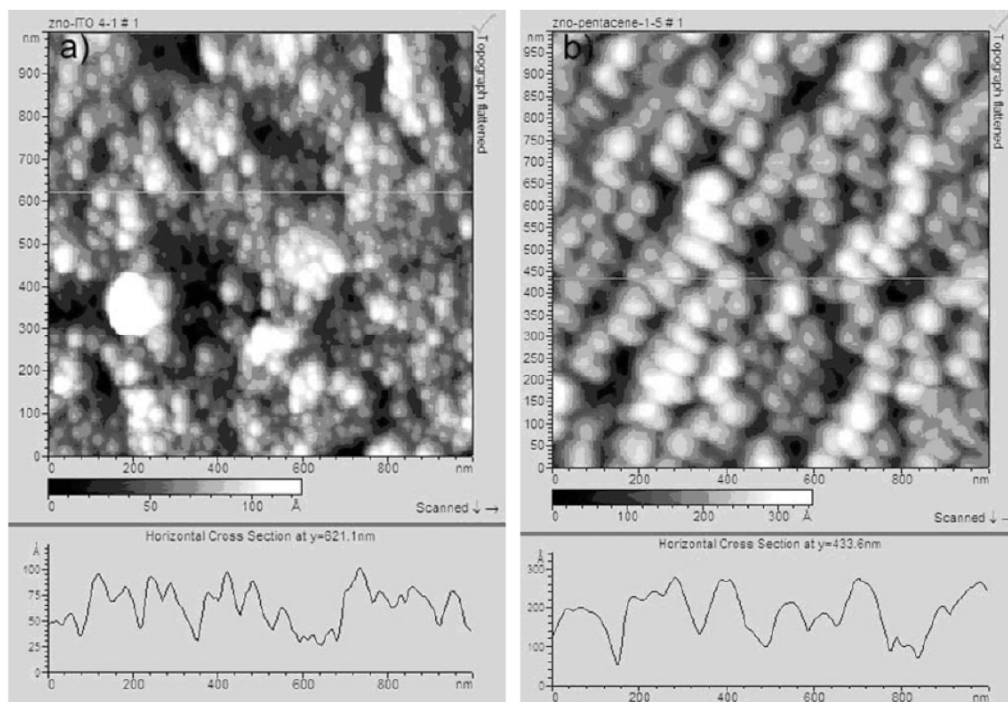 zno-ITO 4-1 # 1
a)
nm
900
800
700
600
500
400
300
200
100
0
0 200 400 600 800 nm
Topograph flattened
0 50 100 Å
Scanned ↓ →
Horizontal Cross Section at y=621.1nm
Å
100
75
50
25
0
0 200 400 600 800 nm
zno-pentacene-1-5 # 1
b)
nm
950
900
850
800
750
700
650
600
550
500
450
400
350
300
250
200
150
100
50
0
0 200 400 600 800 nm
Topograph flattened
0 100 200 300 Å
Scanned ↓ →
Horizontal Cross Section at y=433.6nm
Å
300
200
100
0
0 200 400 600 800 nm